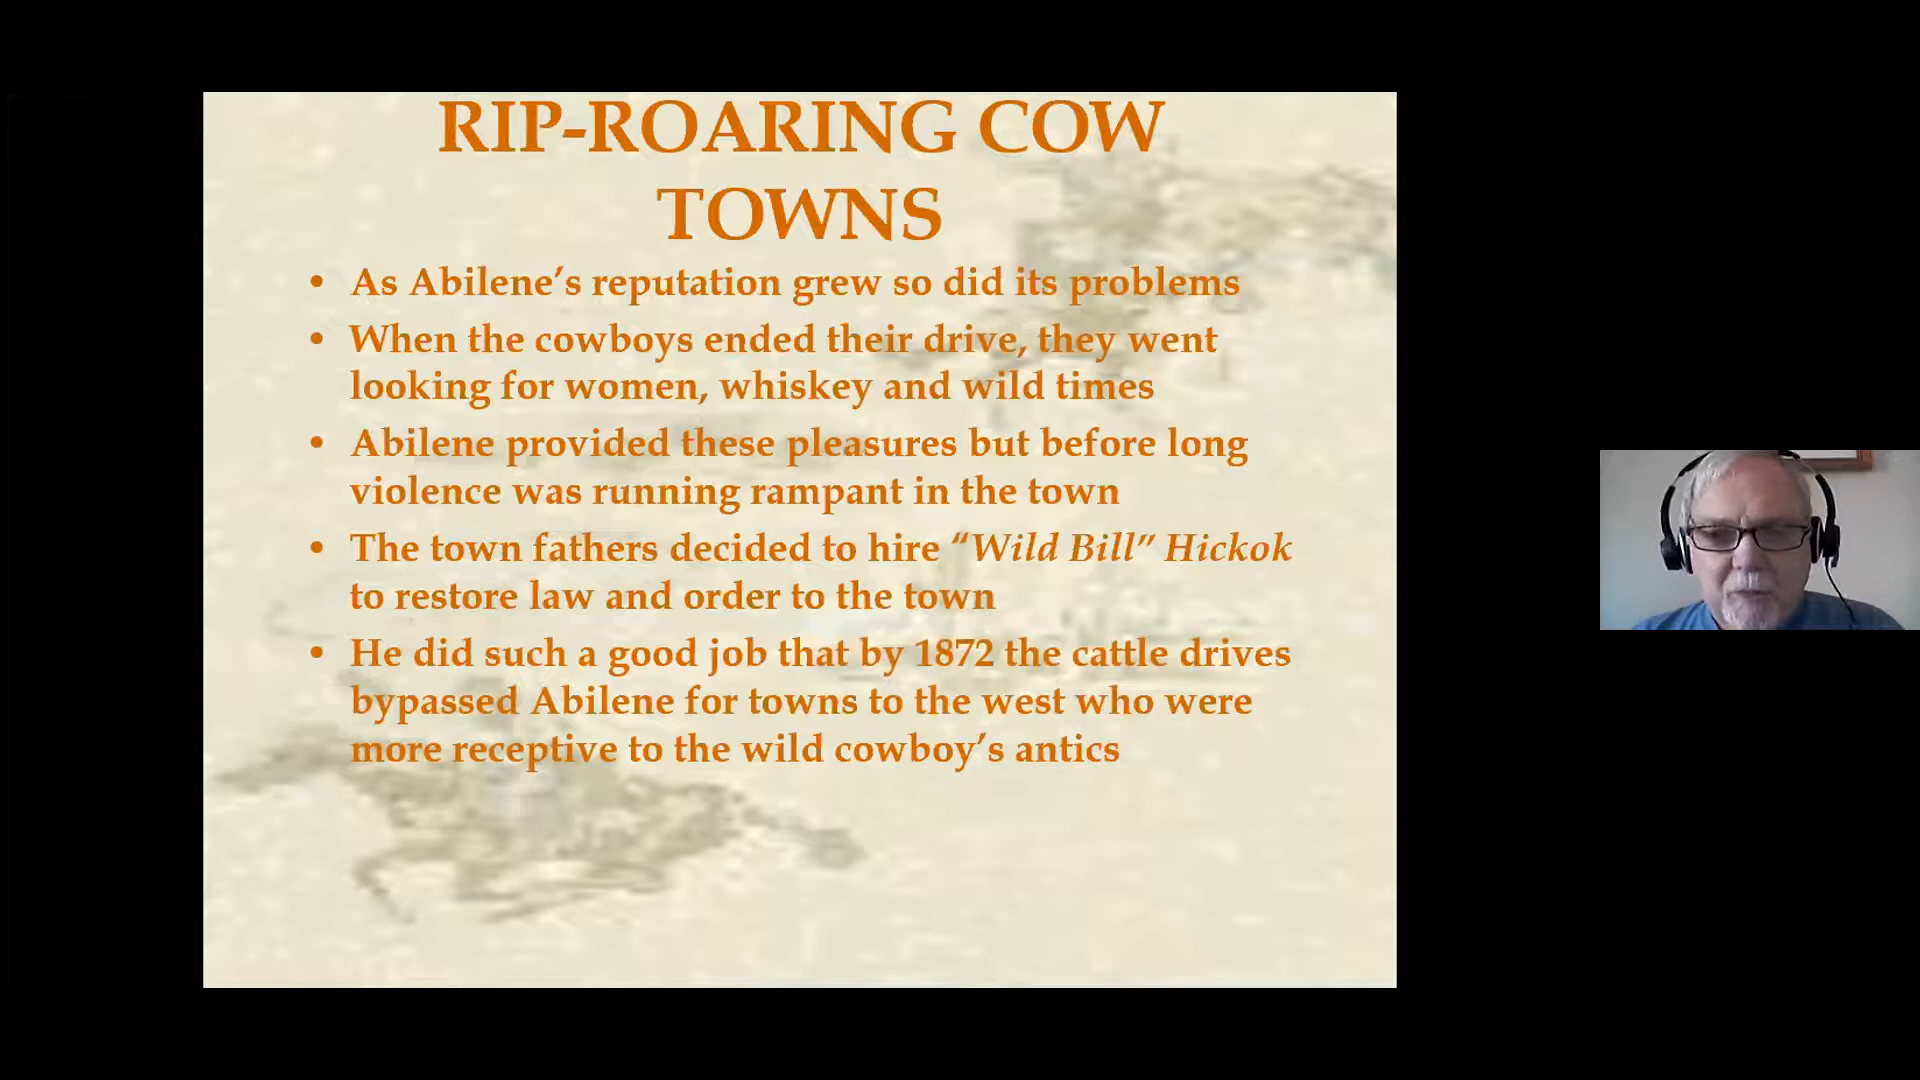 RIP-ROARING COW
TOWNS
• As Abilene’s reputation grew so did its problems
• When the cowboys ended their drive, they went
looking for women, whiskey and wild times
• Abilene provided these pleasures but before long
violence was running rampant in the town
• The town fathers decided to hire “Wild Bill” Hickok
to restore law and order to the town
• He did such a good job that by 1872 the cattle drives
bypassed Abilene for towns to the west who were
more receptive to the wild cowboy’s antics